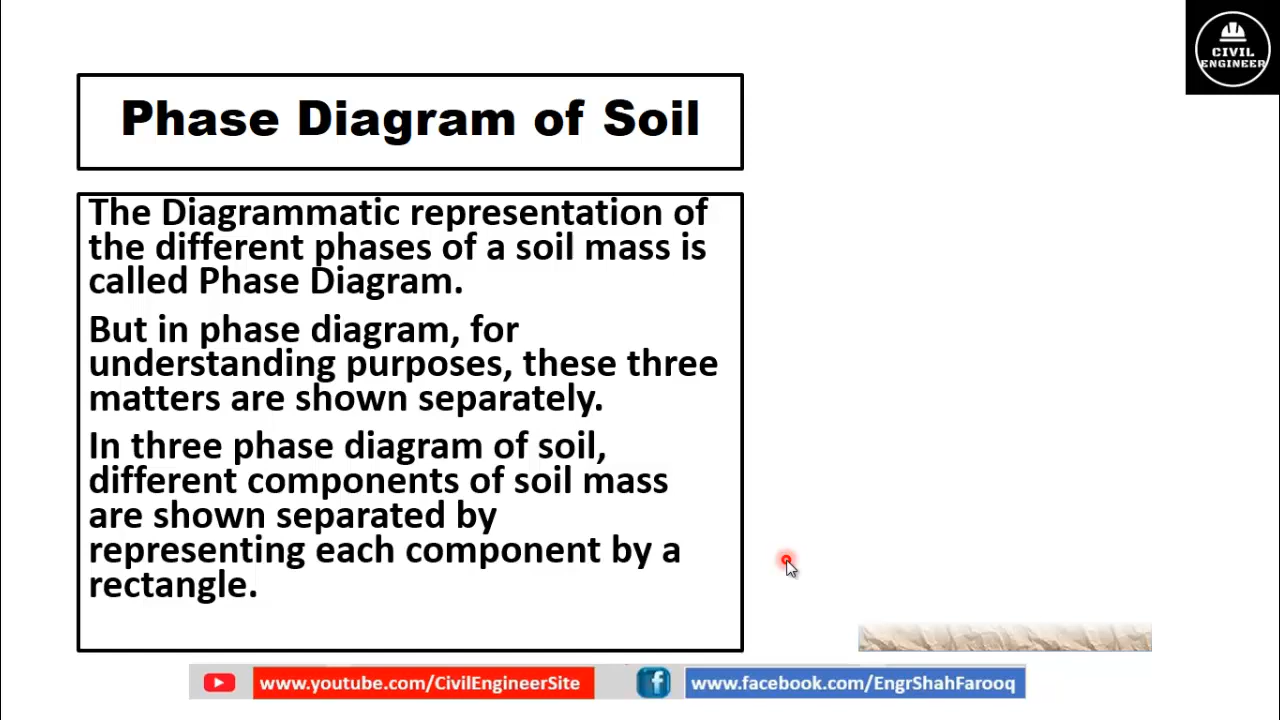 CIVIL
ENGINEER
Phase Diagram of Soil
The Diagrammatic representation of
the different phases of a soil mass is
called Phase Diagram.
But in phase diagram, for
understanding purposes, these three
matters are shown separately.
In three phase diagram of soil,
different components of soil mass
are shown separated by
representing each component by a
rectangle.
www.youtube.com/CivilEngineerSite
www.facebook.com/EngrShahFarooq